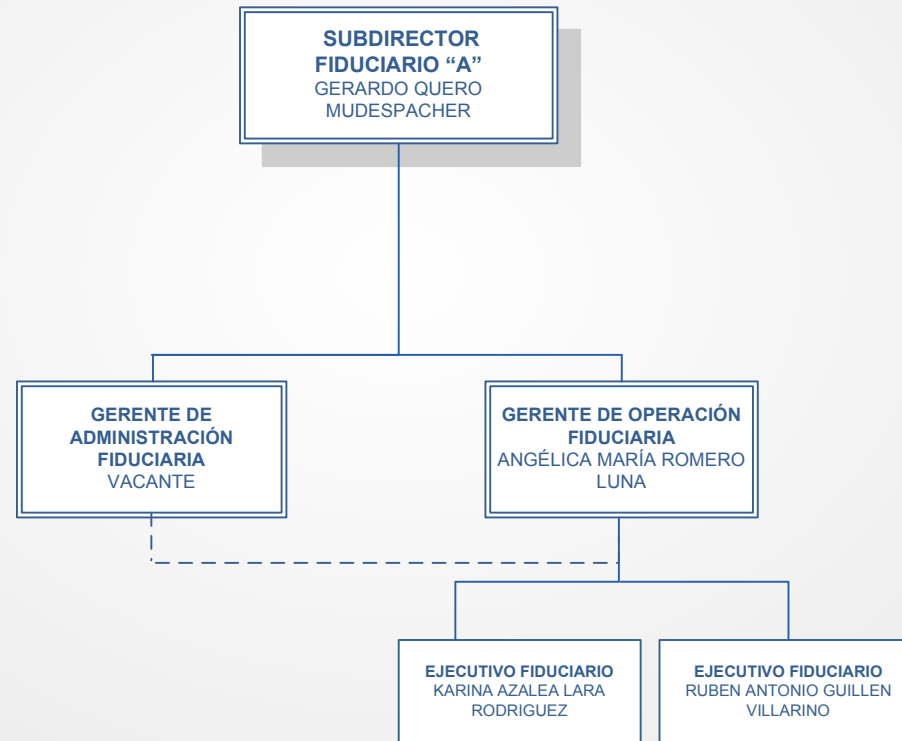 SUBDIRECTOR
FIDUCIARIO “A”
GERARDO QUERO
MUDESPACHER
GERENTE DE
ADMINISTRACIÓN
FIDUCIARIA
VACANTE
GERENTE DE OPERACIÓN
FIDUCIARIA
ANGÉLICA MARÍA ROMERO
LUNA
EJECUTIVO FIDUCIARIO
KARINA AZALEA LARA
RODRIGUEZ
EJECUTIVO FIDUCIARIO
RUBEN ANTONIO GUILLEN
VILLARINO